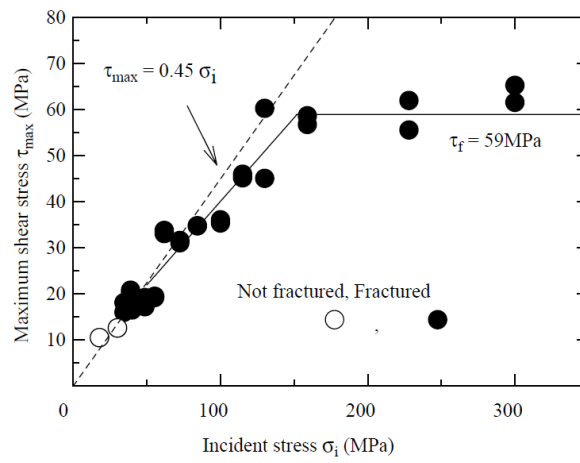 80
70
60
50
40
30
20
10
Maximum shear stress τmax (MPa)
τmax = 0.45 σi
τf = 59MPa
Not fractured, Fractured
,
0
100
200
300
Incident stress σi (MPa)